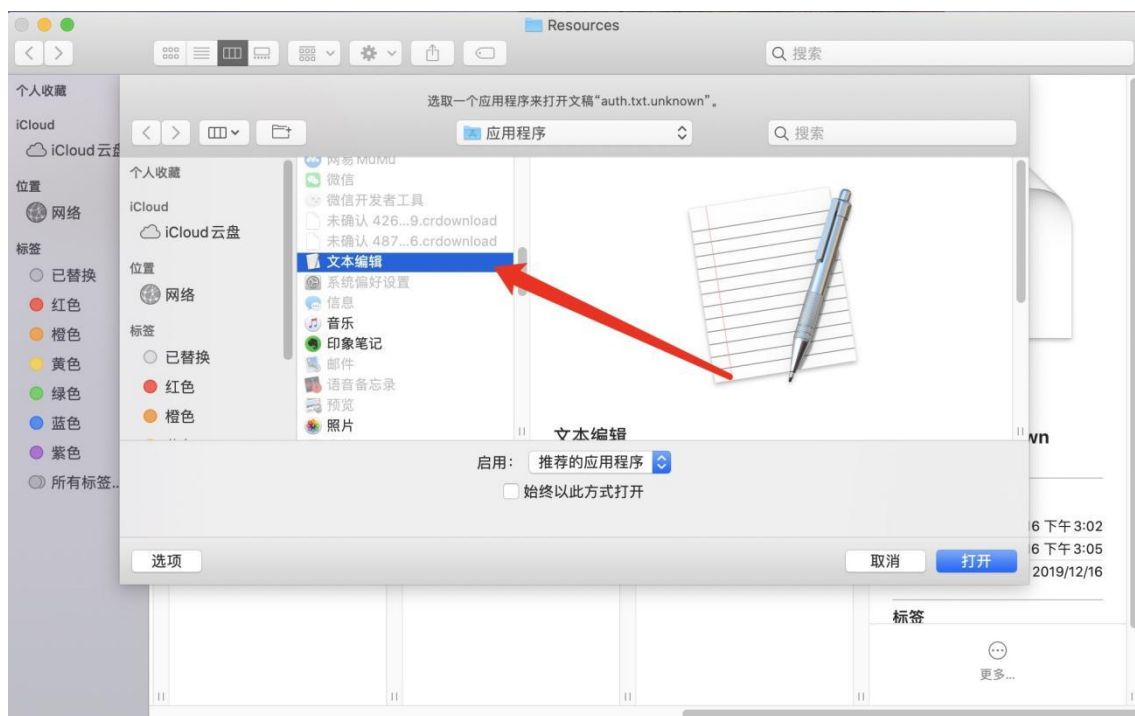 Resources
搜索
个人收藏
iCloud
iCloud 云盘
位置
网络
标签
已替换
红色
橙色
黄色
绿色
蓝色
紫色
所有标签...
选取一个应用程序来打开文稿“auth.txt.unknown”。
应用程序
搜索
个人收藏
iCloud
iCloud 云盘
位置
网络
标签
已替换
红色
橙色
网易 MuMu
微信
微信开发者工具
未确认 426...9.crdownload
未确认 487...6.crdownload
文本编辑
系统偏好设置
信息
音乐
印象笔记
邮件
语音备忘录
预览
照片
文本编辑
启用：
推荐的应用程序
始终以此方式打开
选项
取消
打开
wn
6 下午3:02
6 下午3:05
2019/12/16
标签
更多...